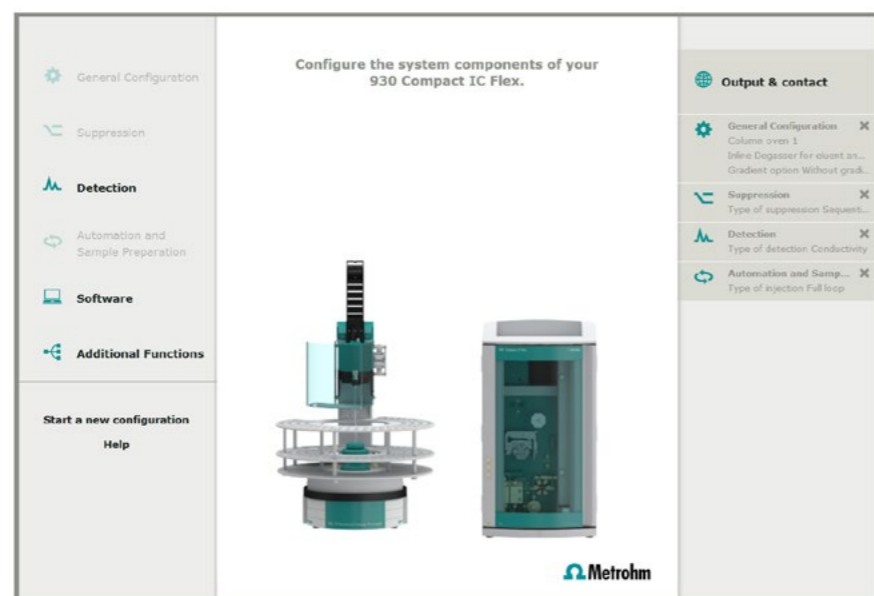 General Configuration
Suppression
Detection
Automation and
Sample Preparation
Software
Additional Functions
Start a new configuration
Help
Configure the system components of your
930 Compact IC Flex.
Metrohm
Output & contact
General Configuration
Column oven 1
Inline Degasser for eluent an...
Gradient option Without gradi...
Suppression
Type of suppression Sequent...
Detection
Type of detection Conductivity
Automation and Samp...
Type of injection Full loop